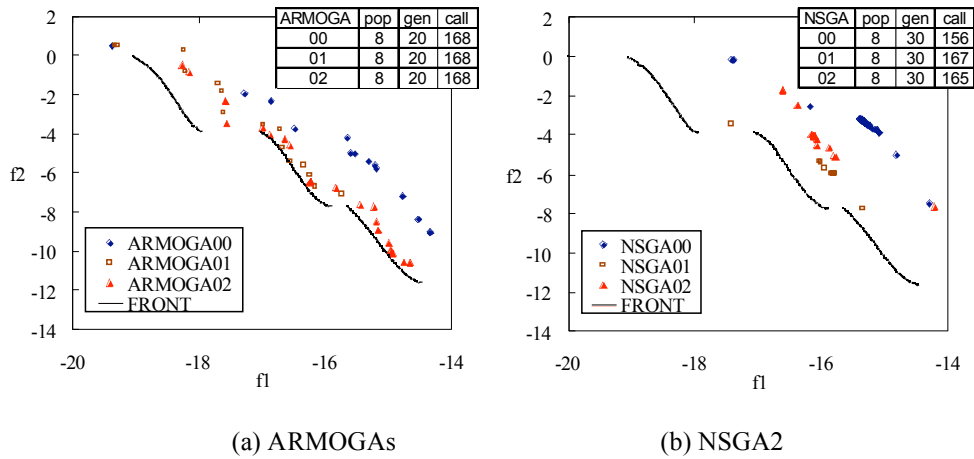 ARMOGA pop gen call
00 8 20 168
01 8 20 168
02 8 20 168
2
0
-2
-4
-6
-8
-10
-12
-14
f2
ARMOGA00
ARMOGA01
ARMOGA02
FRONT
-20 -18 -16 -14
f1
(a) ARMOGAs
NSGA pop gen call
00 8 30 156
01 8 30 167
02 8 30 165
2
0
-2
-4
-6
-8
-10
-12
-14
f2
NSGA00
NSGA01
NSGA02
FRONT
-20 -18 -16 -14
f1
(b) NSGA2